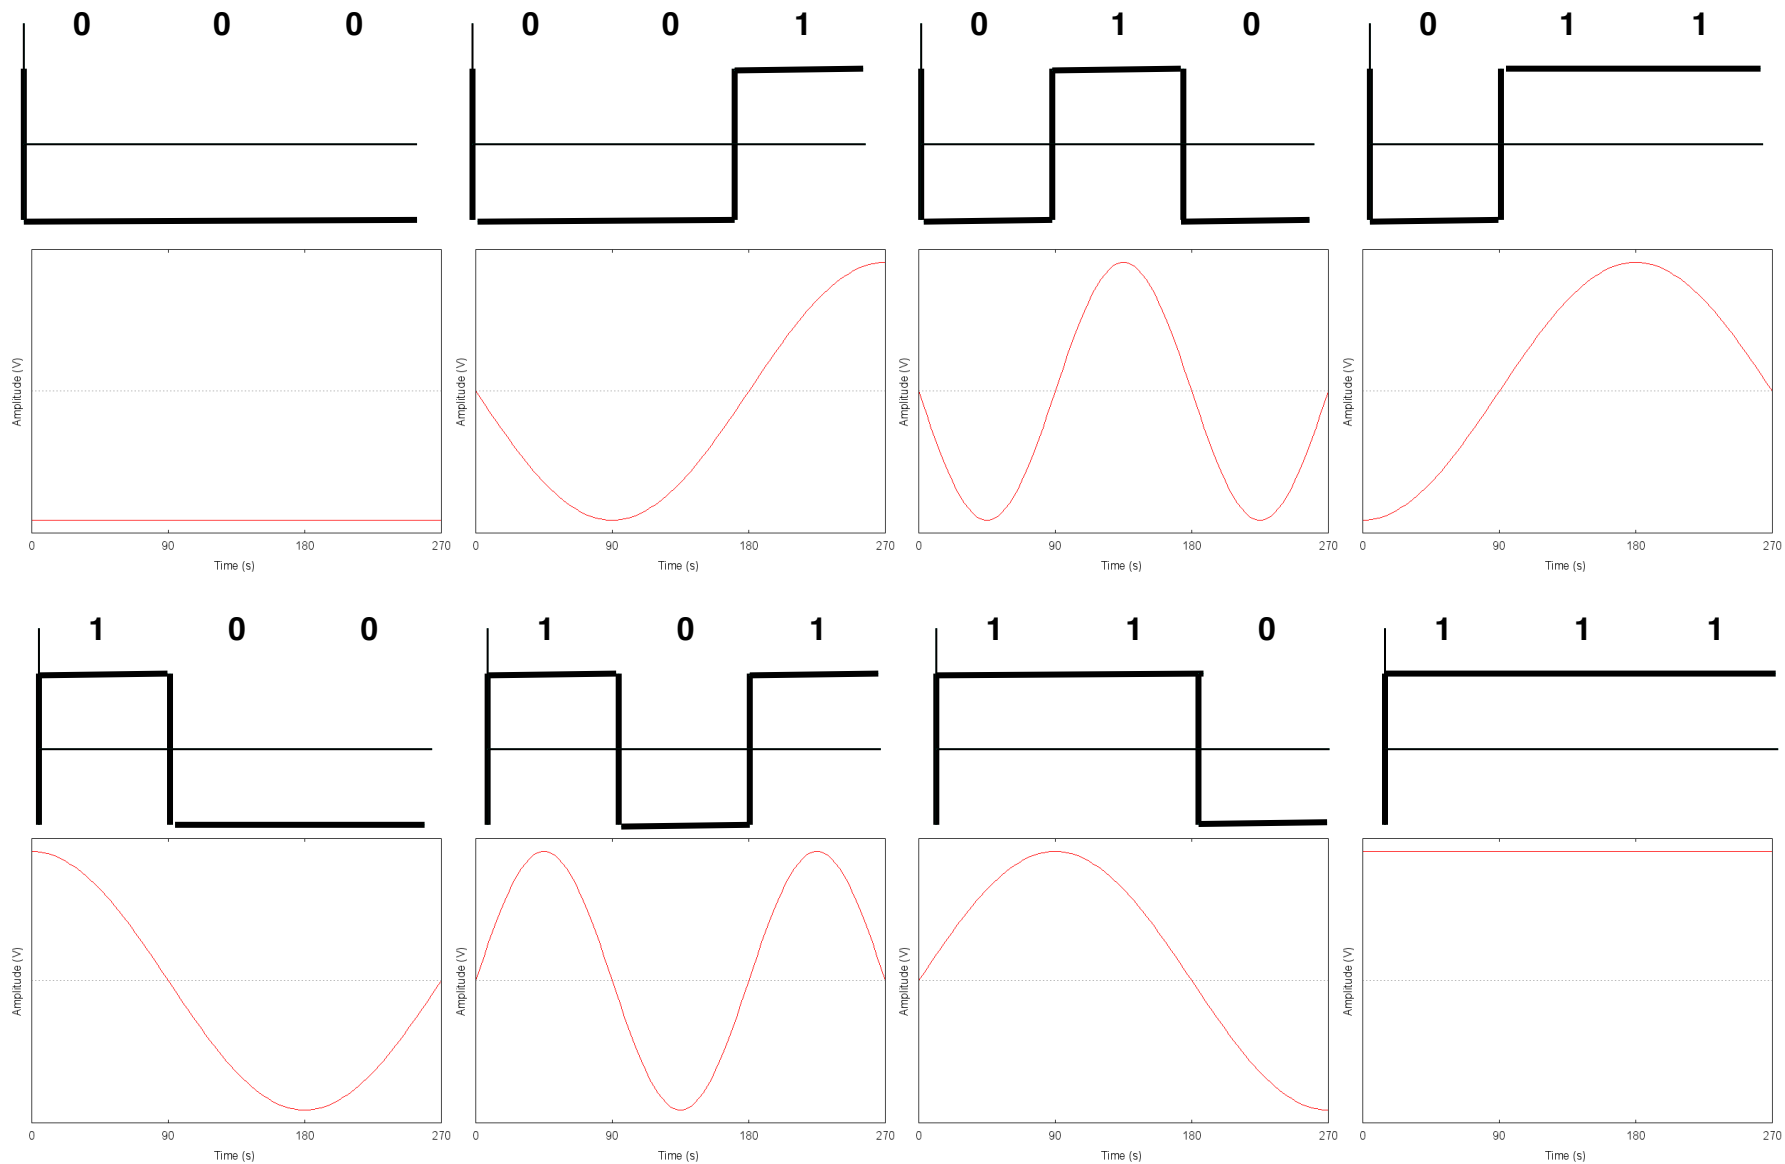 0 0 0
0 0 1
0 1 0
0 1 1
Amplitude (V)
0 90 180 270
Time (s)
Amplitude (V)
0 90 180 270
Time (s)
Amplitude (V)
0 90 180 270
Time (s)
Amplitude (V)
0 90 180 270
Time (s)
1 0 0
1 0 1
1 1 0
1 1 1
Amplitude (V)
0 90 180 270
Time (s)
Amplitude (V)
0 90 180 270
Time (s)
Amplitude (V)
0 90 180 270
Time (s)
Amplitude (V)
0 90 180 270
Time (s)